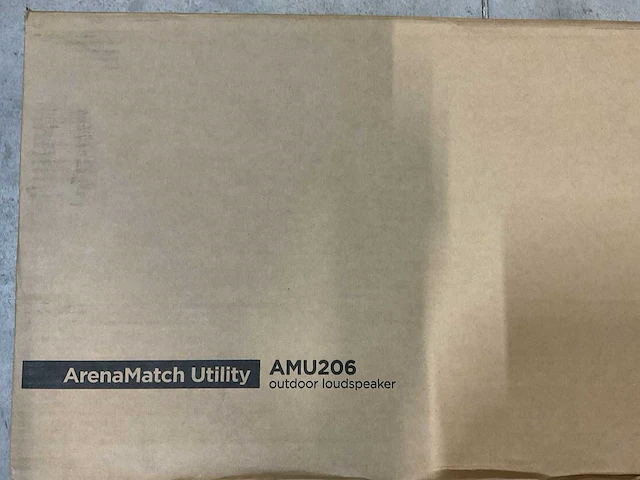 ArenaMatch Utility AMU206
outdoor loudspeaker